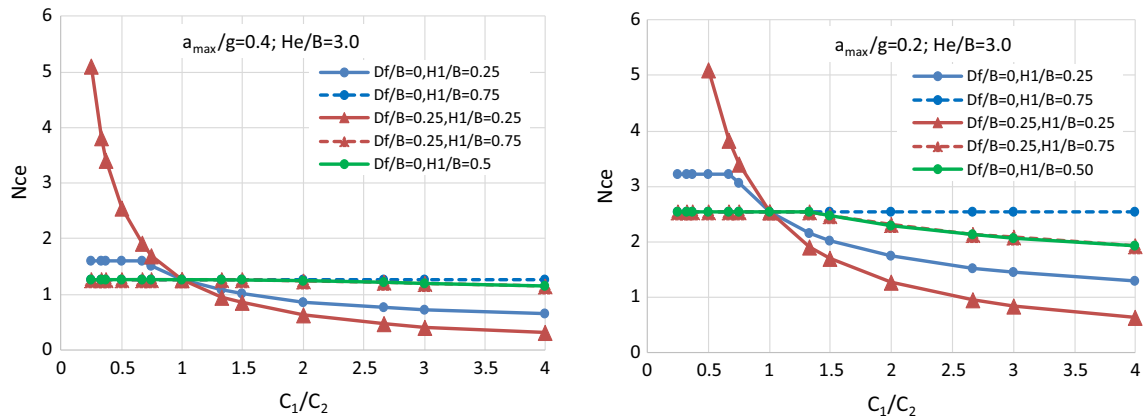 6
5
4
3
2
1
0
Nce
a_max/g=0.4; He/B=3.0
Df/B=0,H1/B=0.25
Df/B=0,H1/B=0.75
Df/B=0.25,H1/B=0.25
Df/B=0.25,H1/B=0.75
Df/B=0,H1/B=0.5
0 0.5 1 1.5 2 2.5 3 3.5 4
C₁/C₂
6
5
4
3
2
1
0
Nce
a_max/g=0.2; He/B=3.0
Df/B=0,H1/B=0.25
Df/B=0,H1/B=0.75
Df/B=0.25,H1/B=0.25
Df/B=0.25,H1/B=0.75
Df/B=0,H1/B=0.50
0 0.5 1 1.5 2 2.5 3 3.5 4
C₁/C₂